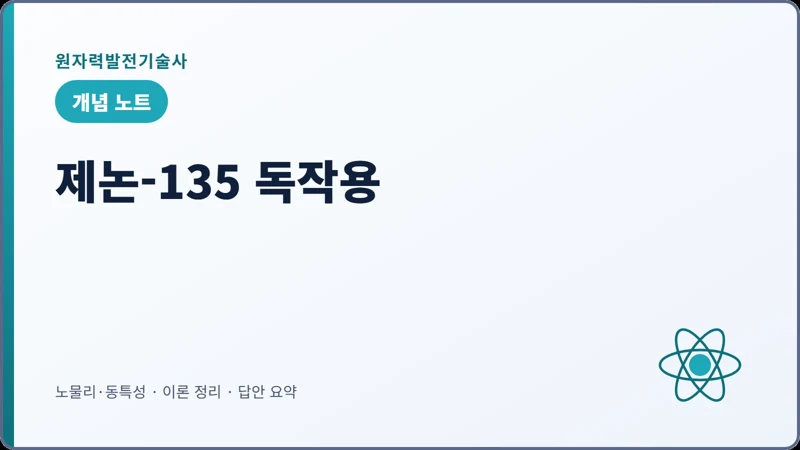 원자력발전기술사
개념 노트
제논-135 독작용
노물리·동특성 · 이론 정리 · 답안 요약